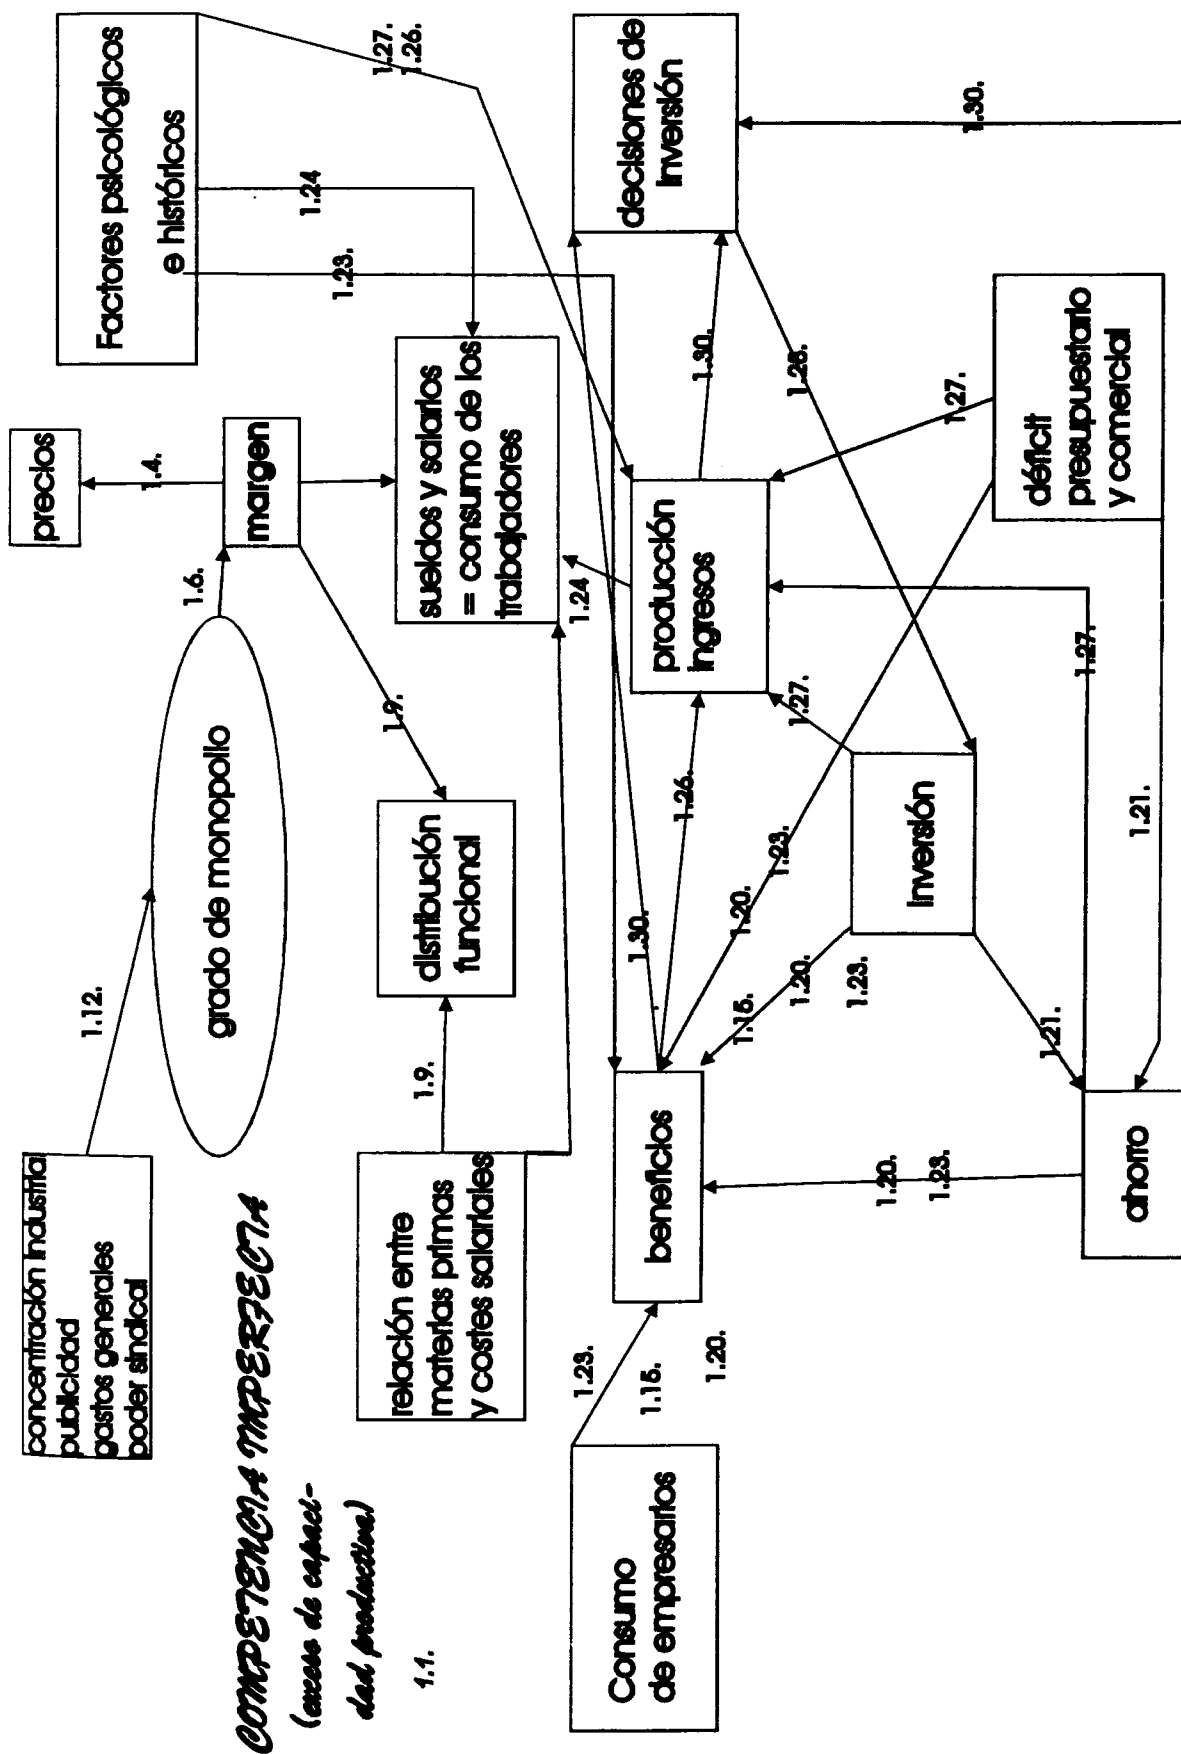 COMPETENCIA IMPERFECTA
(exceso de capaci-
dad productiva)
1.1.
concentración industrial
publicidad
gastos generales
poder sindical
1.12.
grado de monopolio
1.6.
precios
1.4.
margen
Factores psicológicos
e históricos
1.27.
1.26.
1.24
1.23.
relación entre
materias primas
y costes salariales
1.9.
distribución
funcional
1.9.
sueldos y salarios
= consumo de los
trabajadores
1.24
Consumo
de empresarios
1.23.
1.15.
1.20.
beneficios
1.30.
1.26.
1.20.
1.23.
1.15.
1.20.
1.23.
producción
ingresos
1.30.
decisiones de
inversión
1.30.
1.28.
1.27.
inversión
1.27.
déficit
presupuestario
y comercial
1.20.
1.23.
1.21.
1.27.
1.21.
ahorro